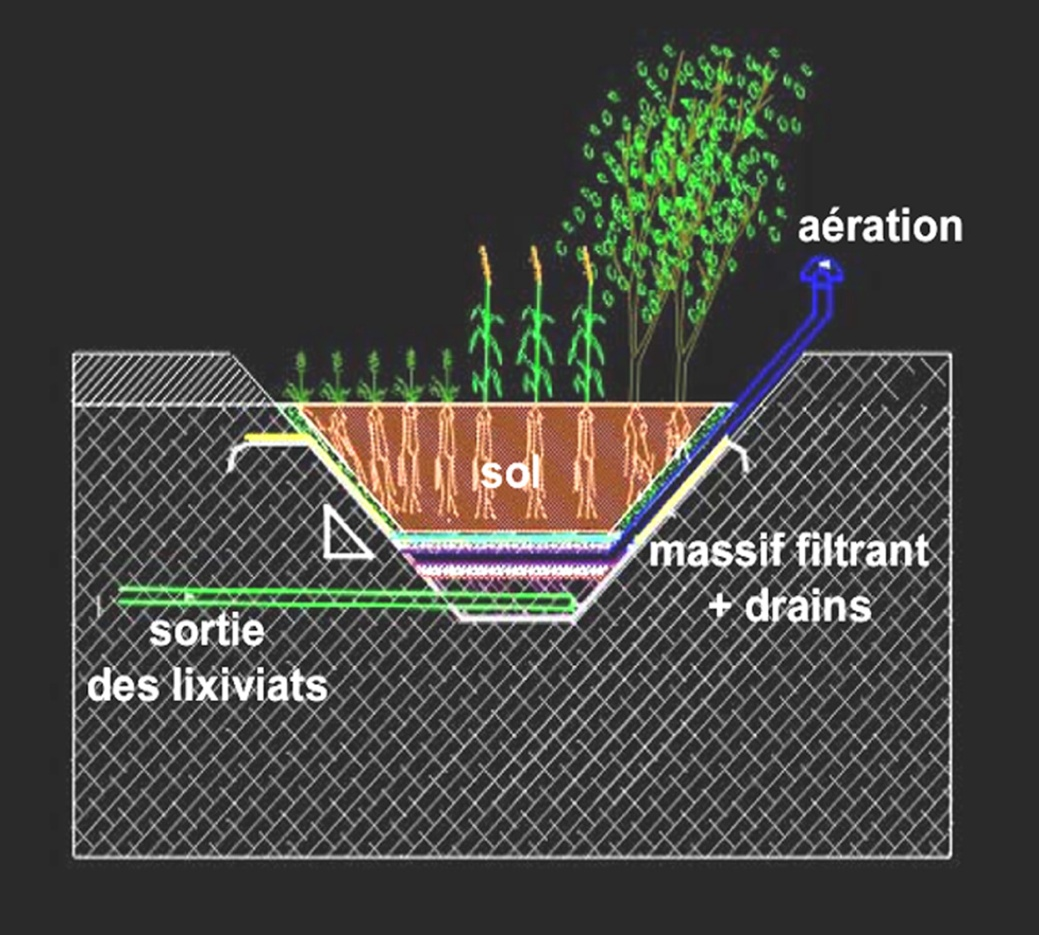 aération
sol
massif filtrant
+ drains
sortie
des lixiviats